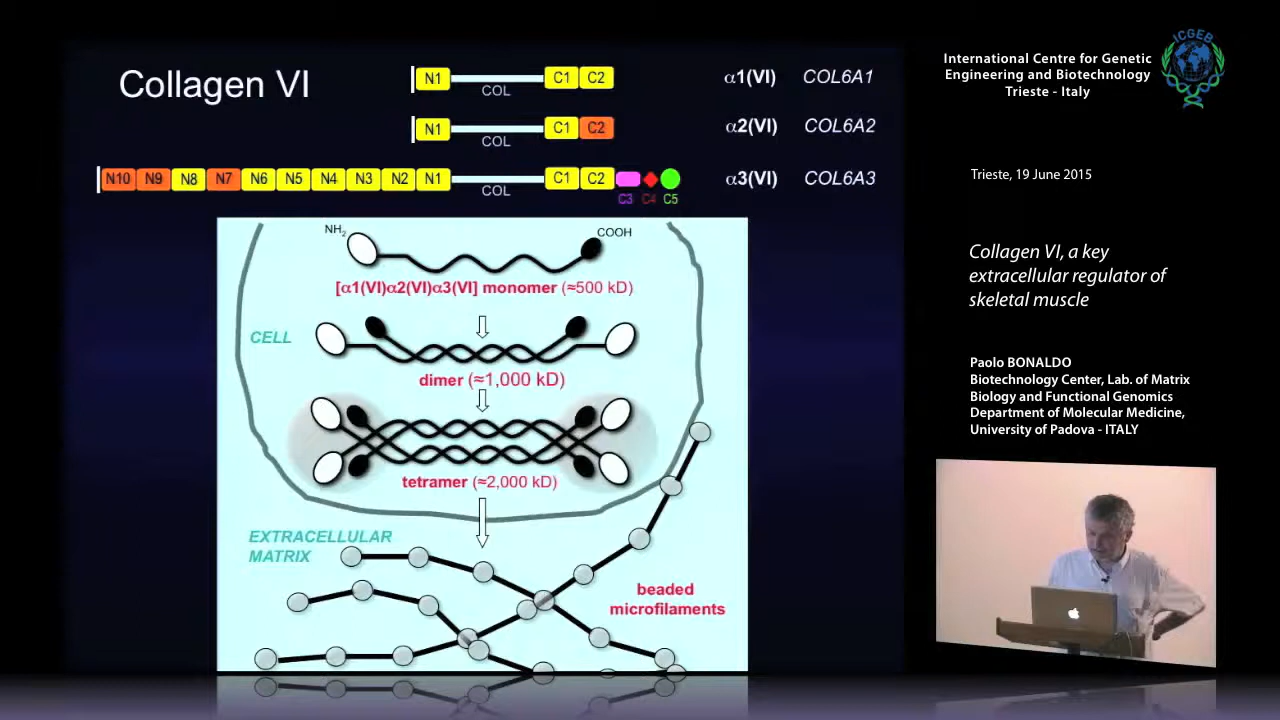 Collagen VI
N1 COL C1 C2 α1(VI) COL6A1
N1 COL C1 C2 α2(VI) COL6A2
N10 N9 N8 N7 N6 N5 N4 N3 N2 N1 COL C1 C2 C3 C4 C5 α3(VI) COL6A3
NH2 COOH
[α1(VI)α2(VI)α3(VI] monomer (≈500 kD)
CELL
dimer (≈1,000 kD)
tetramer (≈2,000 kD)
EXTRACELLULAR
MATRIX
beaded
microfilaments
ICGEB
International Centre for Genetic
Engineering and Biotechnology
Trieste - Italy
Trieste, 19 June 2015
Collagen VI, a key
extracellular regulator of
skeletal muscle
Paolo BONALDO
Biotechnology Center, Lab. of Matrix
Biology and Functional Genomics
Department of Molecular Medicine,
University of Padova - ITALY